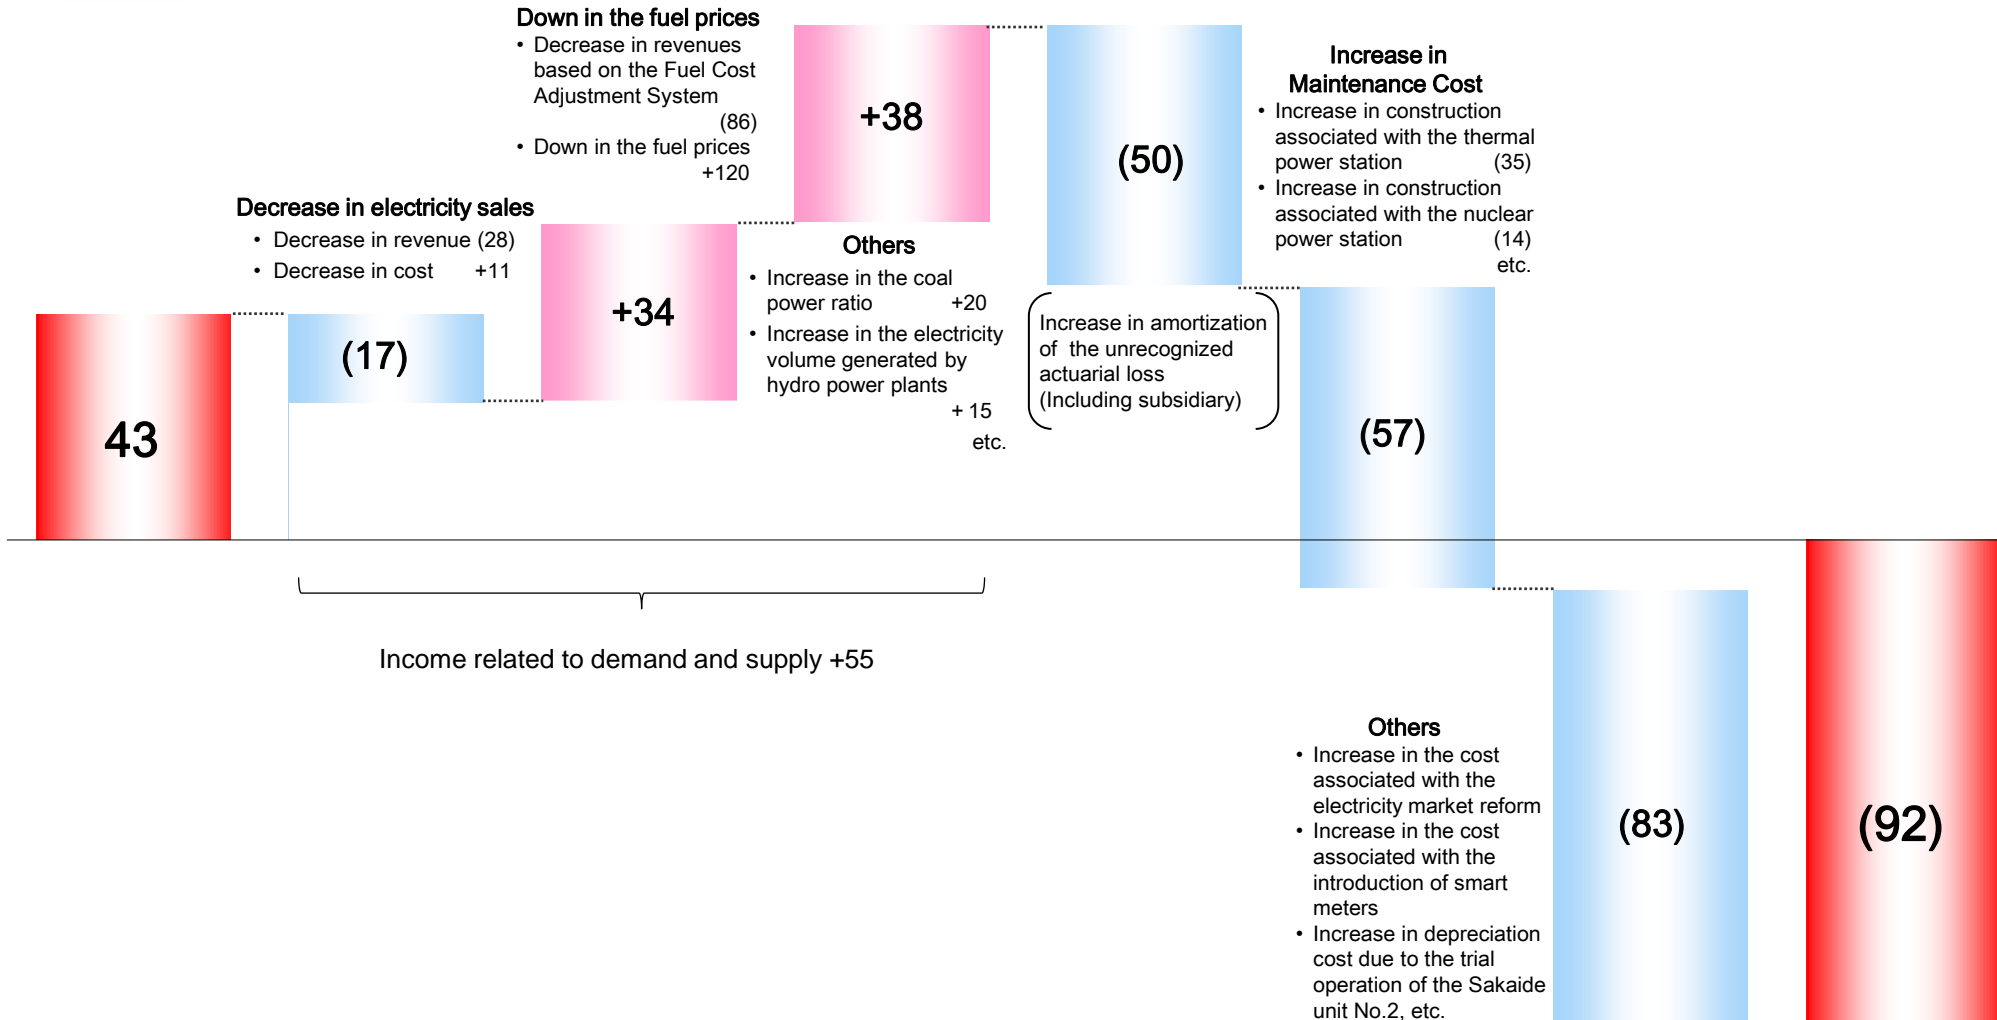 Down in the fuel prices
• Decrease in revenues
based on the Fuel Cost
Adjustment System
(86)
• Down in the fuel prices
+120
+38
(50)
Increase in
Maintenance Cost
• Increase in construction
associated with the thermal
power station (35)
• Increase in construction
associated with the nuclear
power station (14)
etc.
Decrease in electricity sales
• Decrease in revenue (28)
• Decrease in cost +11
+34
Others
• Increase in the coal
power ratio +20
• Increase in the electricity
volume generated by
hydro power plants
+ 15
etc.
Increase in amortization
of the unrecognized
actuarial loss
(Including subsidiary)
43
(17)
(57)
Income related to demand and supply +55
Others
• Increase in the cost
associated with the
electricity market reform
• Increase in the cost
associated with the
introduction of smart
meters
• Increase in depreciation
cost due to the trial
operation of the Sakaide
unit No.2, etc.
(83)
(92)